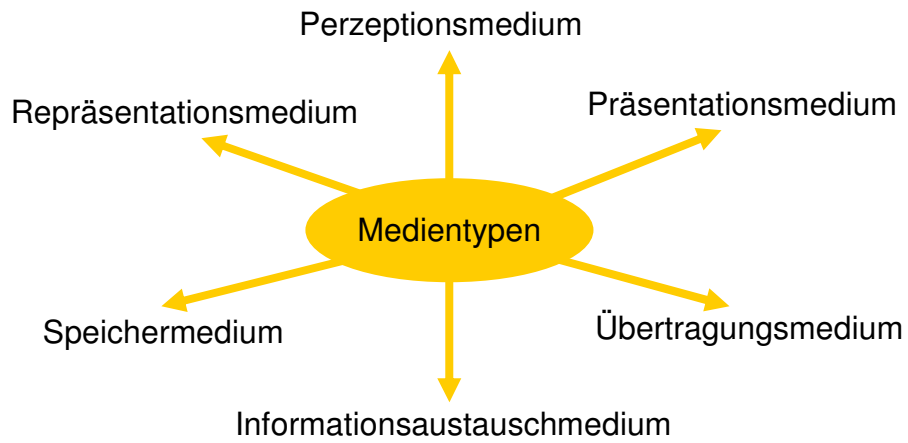 Perzeptionsmedium
Repräsentationsmedium
Präsentationsmedium
Medientypen
Speichermedium
Übertragungsmedium
Informationsaustauschmedium